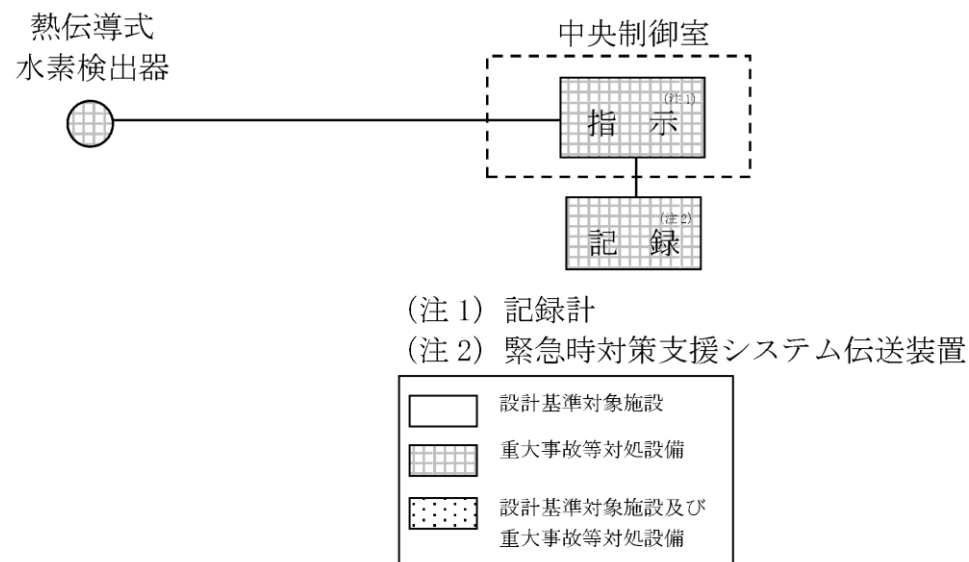 熱伝導式
水素検出器
中央制御室
指 示 (注1)
記 録 (注2)
(注 1) 記録計
(注 2) 緊急時対策支援システム伝送装置
設計基準対象施設
重大事故等対処設備
設計基準対象施設及び
重大事故等対処設備